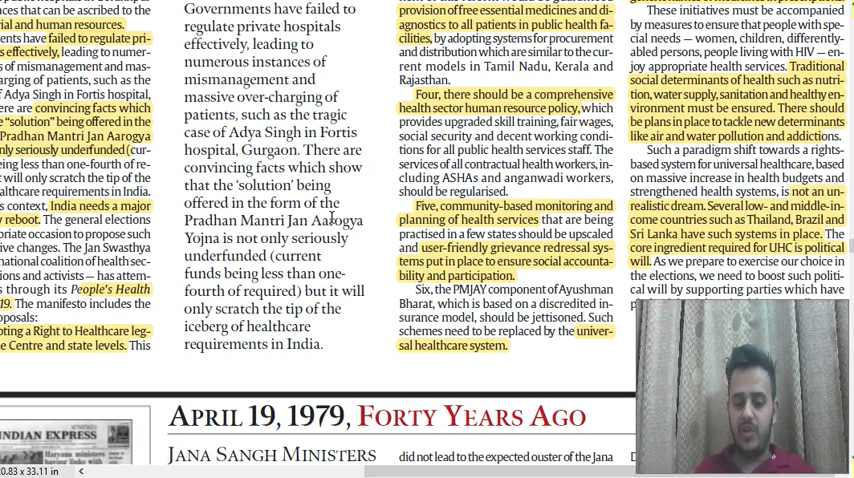 ces that can be ascribed to the
rial and human resources.
ents have failed to regulate pri-
s effectively, leading to numer-
s of mismanagement and mas-
arging of patients, such as the
f Adya Singh in Fortis hospital,
ere are convincing facts which
e “solution” being offered in the
Pradhan Mantri Jan Aarogya
nly seriously underfunded (cur-
eing less than one-fourth of re-
t will only scratch the tip of the
althcare requirements in India.
s context, India needs a major
y reboot. The general elections
opriate occasion to propose such
ive changes. The Jan Swasthya
national coalition of health sec-
tions and activists — has attem-
s through its People's Health
19. The manifesto includes the
oposals:
pting a Right to Healthcare leg-
e Centre and state levels. This
Governments have failed to
regulate private hospitals
effectively, leading to
numerous instances of
mismanagement and
massive over-charging of
patients, such as the tragic
case of Adya Singh in Fortis
hospital, Gurgaon. There are
convincing facts which show
that the ‘solution’ being
offered in the form of the
Pradhan Mantri Jan Aarogya
Yojna is not only seriously
underfunded (current
funds being less than one-
fourth of required) but it will
only scratch the tip of the
iceberg of healthcare
requirements in India.
provision of free essential medicines and di-
agnostics to all patients in public health fa-
cilities, by adopting systems for procurement
and distribution which are similar to the cur-
rent models in Tamil Nadu, Kerala and
Rajasthan.
Four, there should be a comprehensive
health sector human resource policy, which
provides upgraded skill training, fair wages,
social security and decent working condi-
tions for all public health services staff. The
services of all contractual health workers, in-
cluding ASHAs and anganwadi workers,
should be regularised.
Five, community-based monitoring and
planning of health services that are being
practised in a few states should be upscaled
and user-friendly grievance redressal sys-
tems put in place to ensure social accounta-
bility and participation.
Six, the PMJAY component of Ayushman
Bharat, which is based on a discredited in-
surance model, should be jettisoned. Such
schemes need to be replaced by the univer-
sal healthcare system.
These initiatives must be accompanied
by measures to ensure that people with spe-
cial needs — women, children, differently-
abled persons, people living with HIV — en-
joy appropriate health services. Traditional
social determinants of health such as nutri-
tion, water supply, sanitation and healthy en-
vironment must be ensured. There should
be plans in place to tackle new determinants
like air and water pollution and addictions.
Such a paradigm shift towards a rights-
based system for universal healthcare, based
on massive increase in health budgets and
strengthened health systems, is not an un-
realistic dream. Several low- and middle-in-
come countries such as Thailand, Brazil and
Sri Lanka have such systems in place. The
core ingredient required for UHC is political
will. As we prepare to exercise our choice in
the elections, we need to boost such politi-
cal will by supporting parties which have
APRIL 19, 1979, FORTY YEARS AGO
INDIAN EXPRESS
Haryana ministers
having links with
JANA SANGH MINISTERS
did not lead to the expected ouster of the Jana
20.83 x 33.11 in